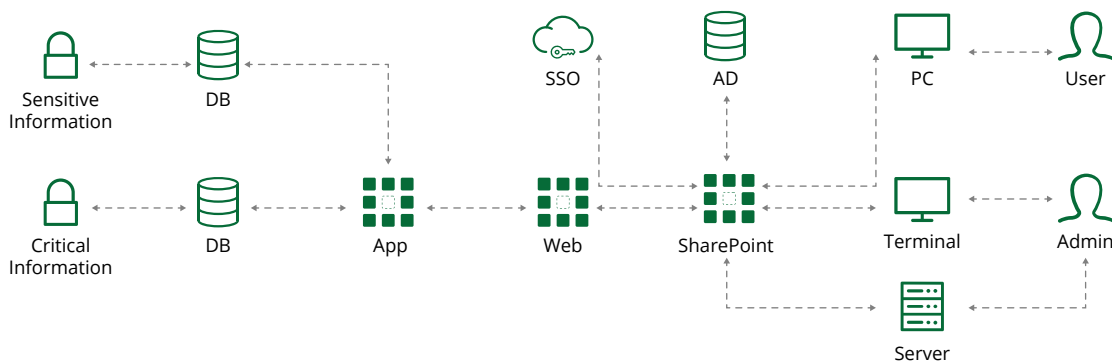 SSO
AD
PC
User
Sensitive
Information
DB
Critical
Information
DB
App
Web
SharePoint
Terminal
Admin
Server